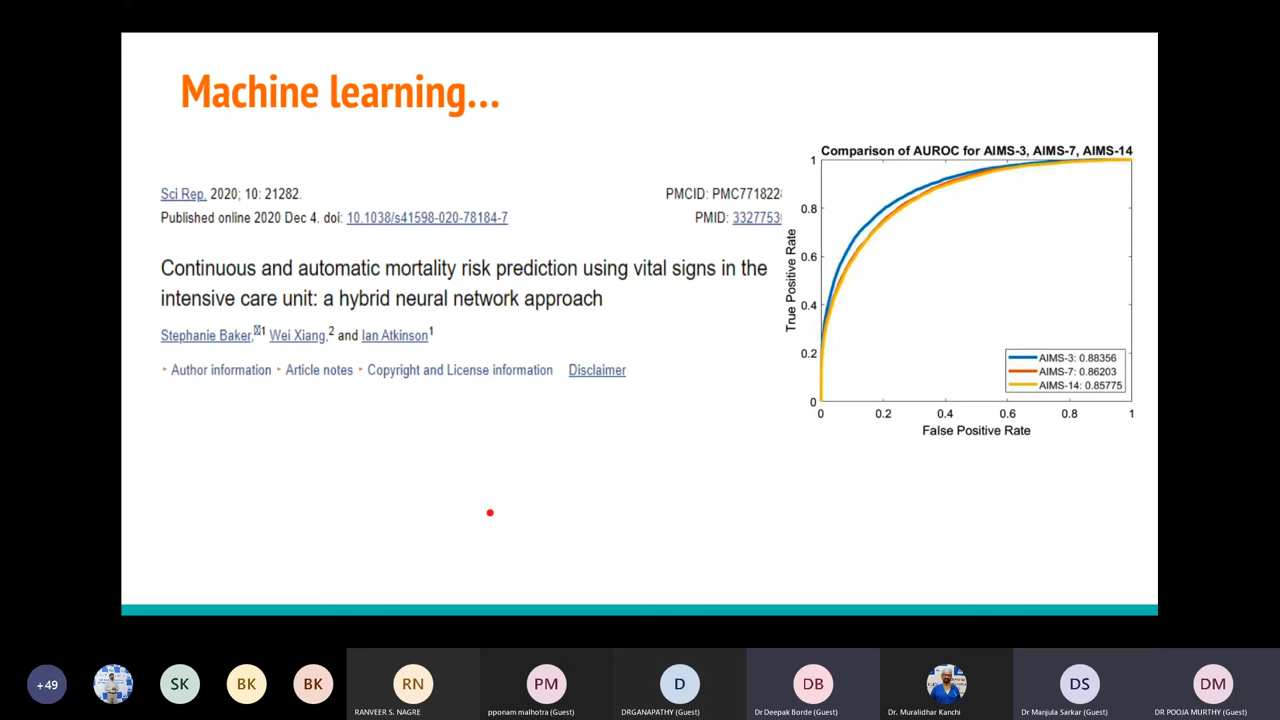 Machine learning...
Sci Rep. 2020; 10: 21282.
PMCID: PMC7718228
Published online 2020 Dec 4. doi: 10.1038/s41598-020-78184-7
PMID: 33277530
Continuous and automatic mortality risk prediction using vital signs in the
intensive care unit: a hybrid neural network approach
Stephanie Baker,1 Wei Xiang,2 and Ian Atkinson1
Author information
Article notes
Copyright and License information
Disclaimer
Comparison of AUROC for AIMS-3, AIMS-7, AIMS-14
True Positive Rate
1
0.8
0.6
0.4
0.2
0
AIMS-3: 0.88356
AIMS-7: 0.86203
AIMS-14: 0.85775
0 0.2 0.4 0.6 0.8 1
False Positive Rate
+49
SK
BK
BK
RN
RANVEER S. NAGRE
PM
pponam malhotra (Guest)
D
DRGANAPATHY (Guest)
DB
Dr Deepak Borde (Guest)
Dr. Muralidhar Kanchi
DS
Dr Manjula Sarkar (Guest)
DM
DR POOJA MURTHY (Guest)